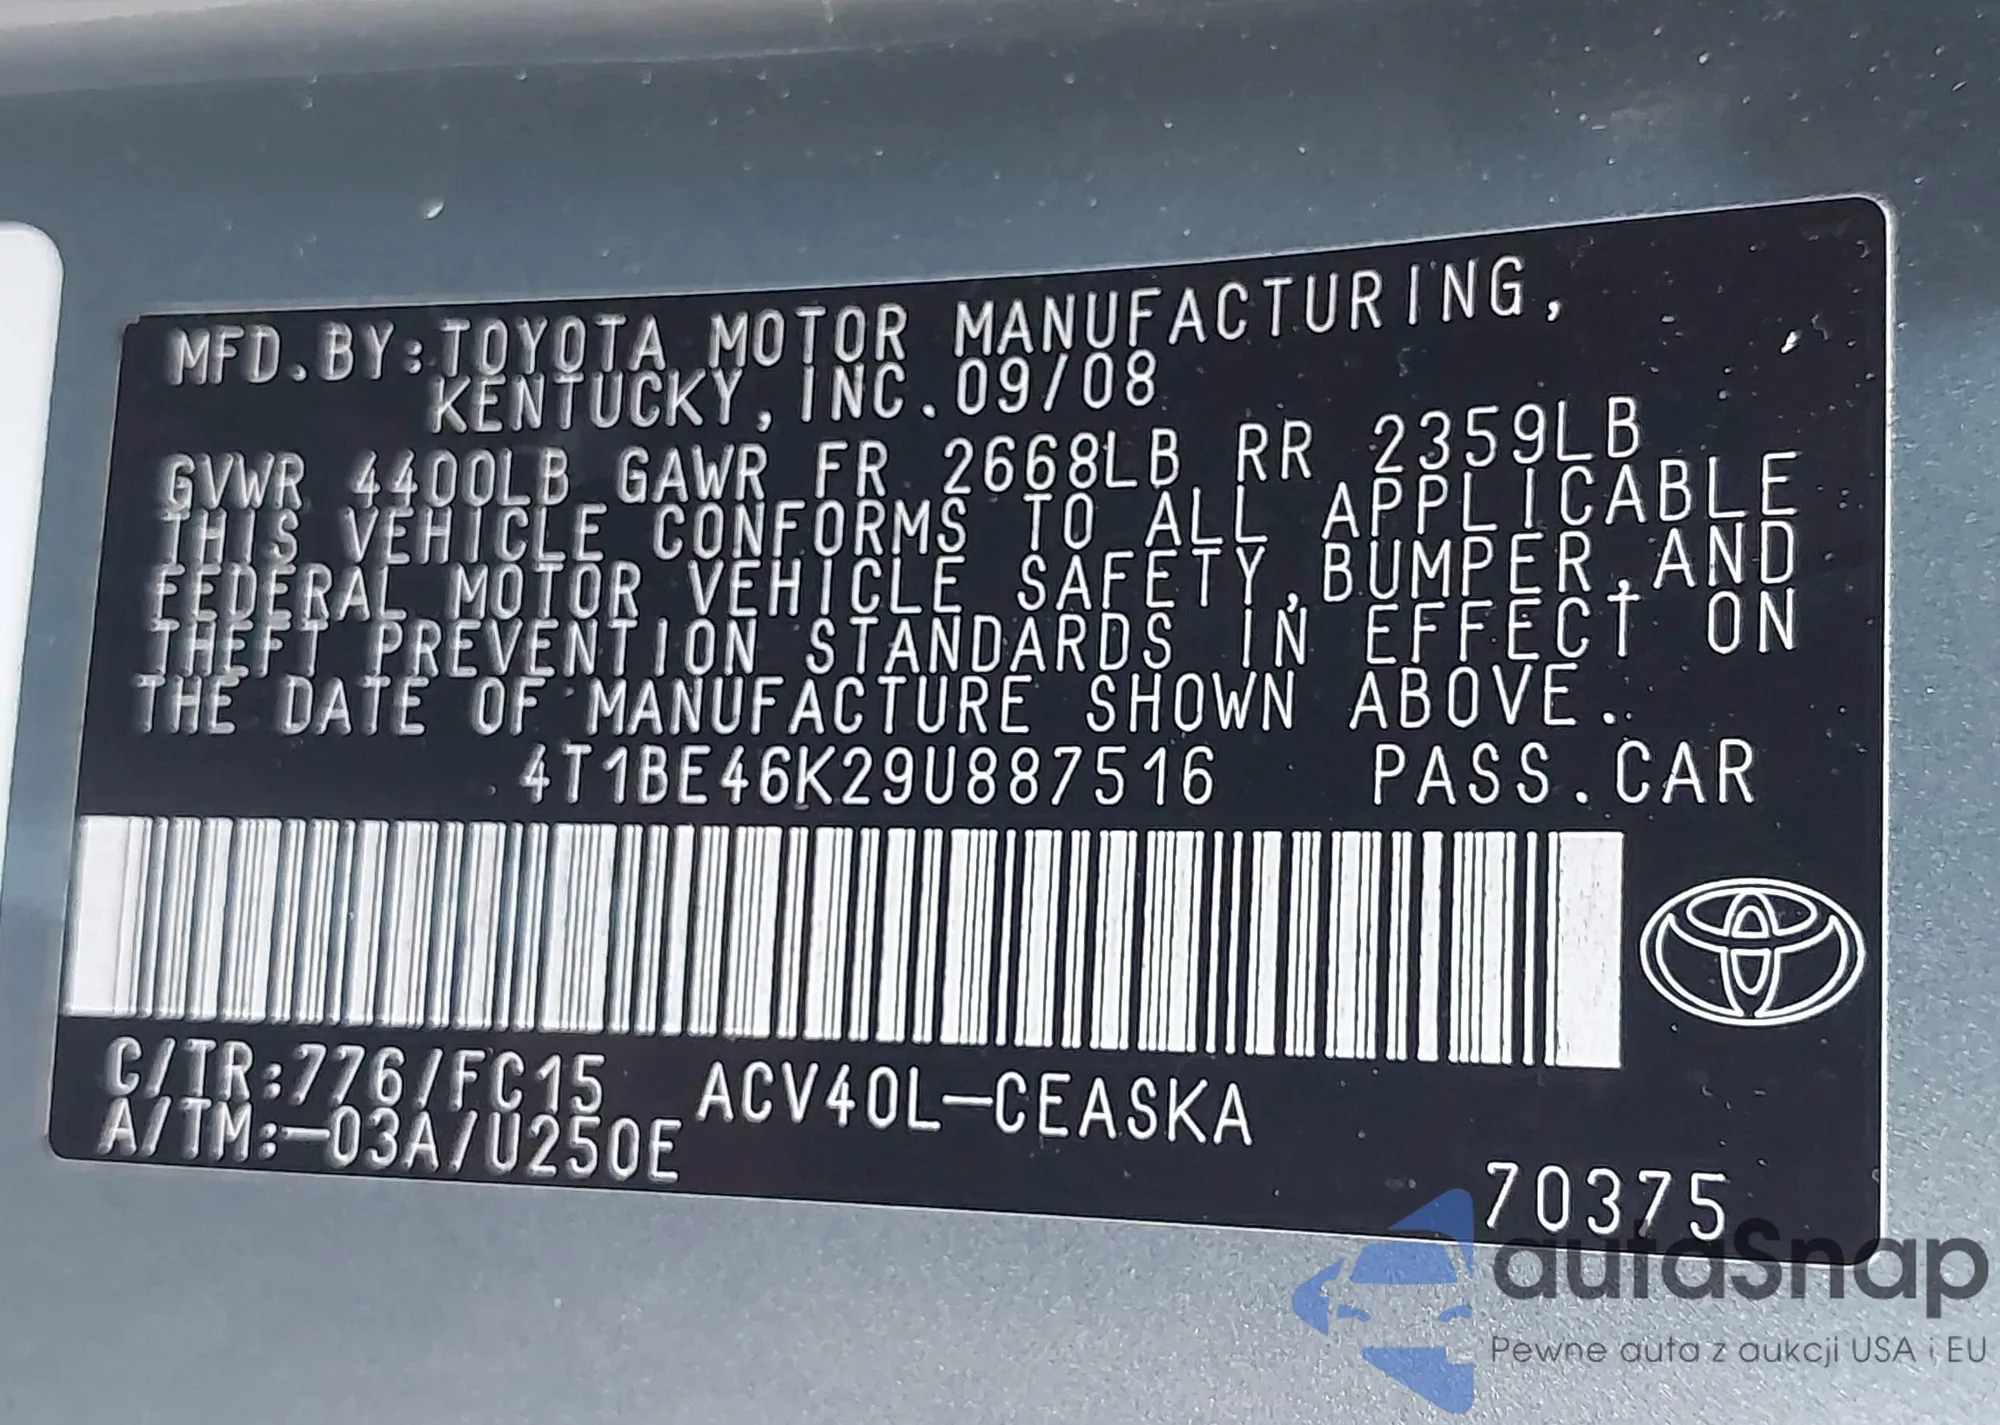 MFD.BY:TOYOTA MOTOR MANUFACTURING,
KENTUCKY, INC. 09/08
GVWR 4400LB GAWR FR 2668LB RR 2359LB
THIS VEHICLE CONFORMS TO ALL APPLICABLE
FEDERAL MOTOR VEHICLE SAFETY, BUMPER, AND
THEFT PREVENTION STANDARDS IN EFFECT ON
THE DATE OF MANUFACTURE SHOWN ABOVE.
4T1BE46K29U887516 PASS.CAR
C/TR:776/FC15 ACV40L-CEASKA
A/TM:-03A/U250E
70375
autaSnap
Pewne auta z aukcji USA i EU